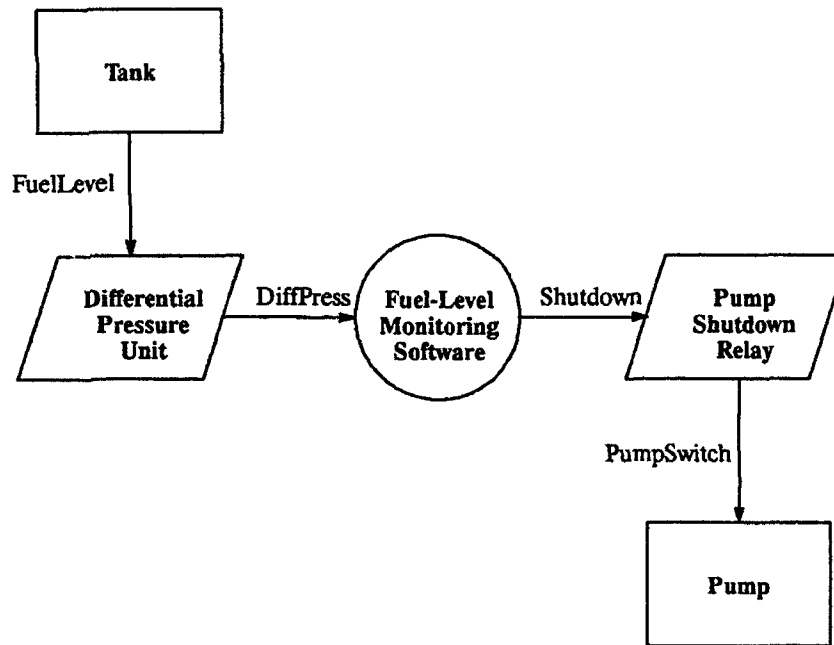 Tank
FuelLevel
Differential
Pressure
Unit
DiffPress
Fuel-Level
Monitoring
Software
Shutdown
Pump
Shutdown
Relay
PumpSwitch
Pump